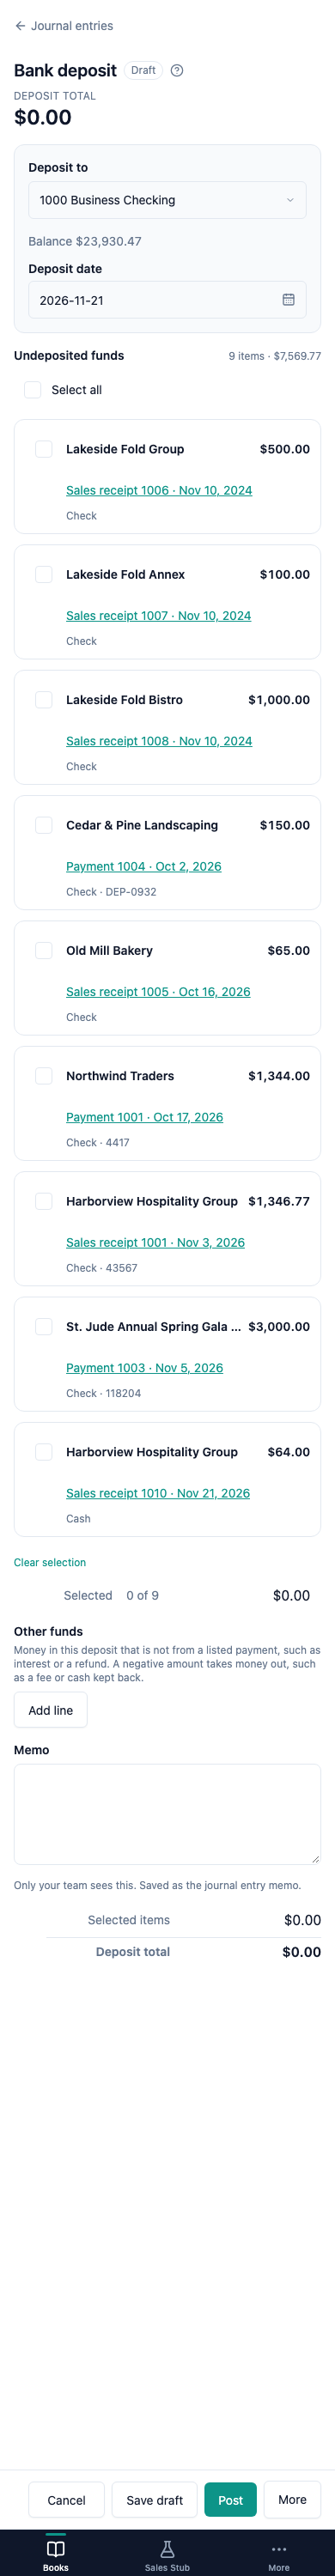 Journal entries
Bank deposit Draft
DEPOSIT TOTAL
$0.00
Deposit to
1000 Business Checking
Balance $23,930.47
Deposit date
2026-11-21
Undeposited funds 9 items · $7,569.77
Select all
Lakeside Fold Group $500.00
Sales receipt 1006 · Nov 10, 2024
Check
Lakeside Fold Annex $100.00
Sales receipt 1007 · Nov 10, 2024
Check
Lakeside Fold Bistro $1,000.00
Sales receipt 1008 · Nov 10, 2024
Check
Cedar & Pine Landscaping $150.00
Payment 1004 · Oct 2, 2026
Check · DEP-0932
Old Mill Bakery $65.00
Sales receipt 1005 · Oct 16, 2026
Check
Northwind Traders $1,344.00
Payment 1001 · Oct 17, 2026
Check · 4417
Harborview Hospitality Group $1,346.77
Sales receipt 1001 · Nov 3, 2026
Check · 43567
St. Jude Annual Spring Gala ... $3,000.00
Payment 1003 · Nov 5, 2026
Check · 118204
Harborview Hospitality Group $64.00
Sales receipt 1010 · Nov 21, 2026
Cash
Clear selection
Selected 0 of 9 $0.00
Other funds
Money in this deposit that is not from a listed payment, such as
interest or a refund. A negative amount takes money out, such
as a fee or cash kept back.
Add line
Memo
Only your team sees this. Saved as the journal entry memo.
Selected items $0.00
Deposit total $0.00
Cancel Save draft Post More
Books Sales Stub More